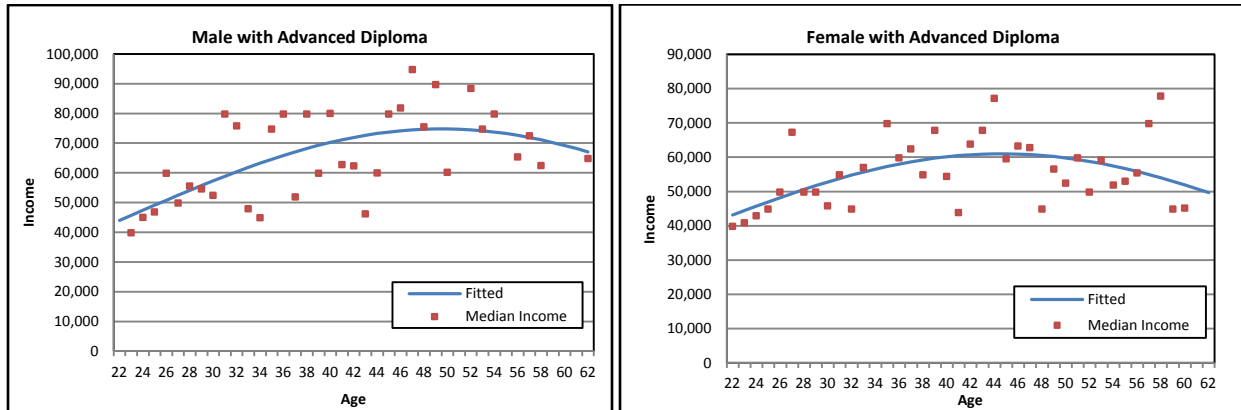 Male with Advanced Diploma
100,000
90,000
80,000
70,000
60,000
50,000
40,000
30,000
20,000
10,000
0
Income
Fitted
Median Income
22 24 26 28 30 32 34 36 38 40 42 44 46 48 50 52 54 56 58 60 62
Age
Female with Advanced Diploma
90,000
80,000
70,000
60,000
50,000
40,000
30,000
20,000
10,000
0
Income
Fitted
Median Income
22 24 26 28 30 32 34 36 38 40 42 44 46 48 50 52 54 56 58 60 62
Age